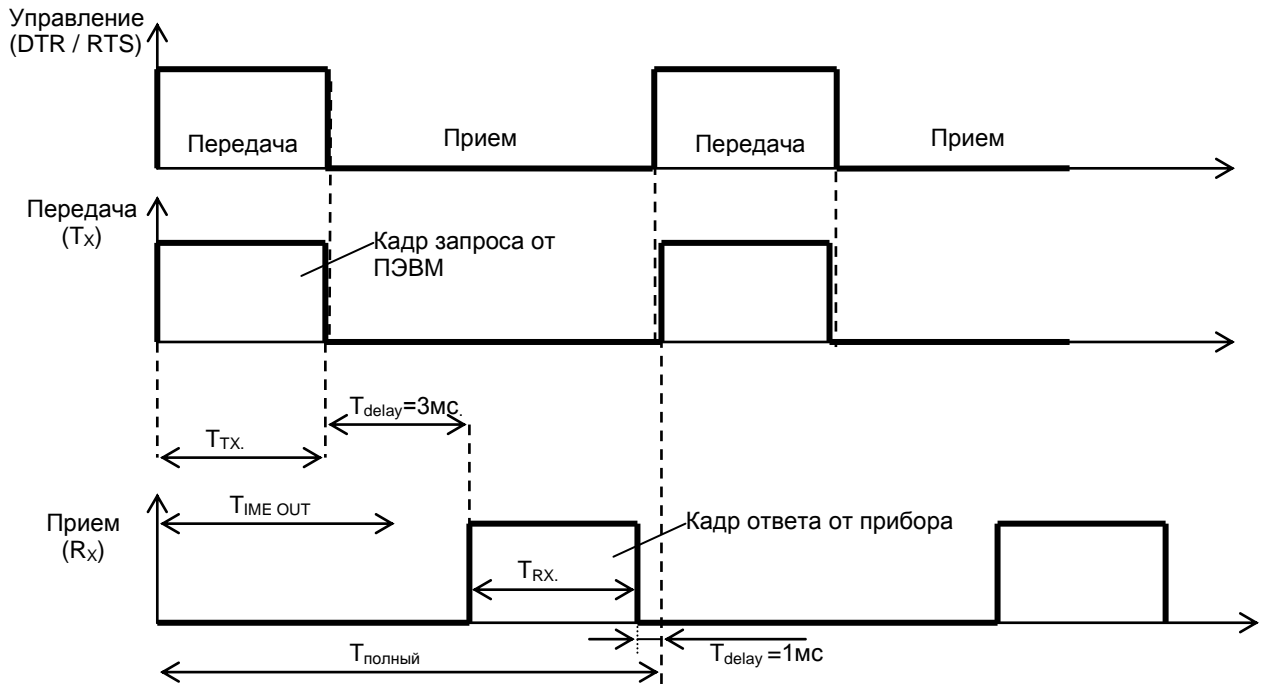 Управление
(DTR / RTS)
Передача
Прием
Передача
Прием
Передача
(TX)
Кадр запроса от
ПЭВМ
Tdelay=3мс.
TTX.
TIME OUT
Прием
(RX)
Кадр ответа от прибора
TRX.
Tполный
Tdelay =1мс